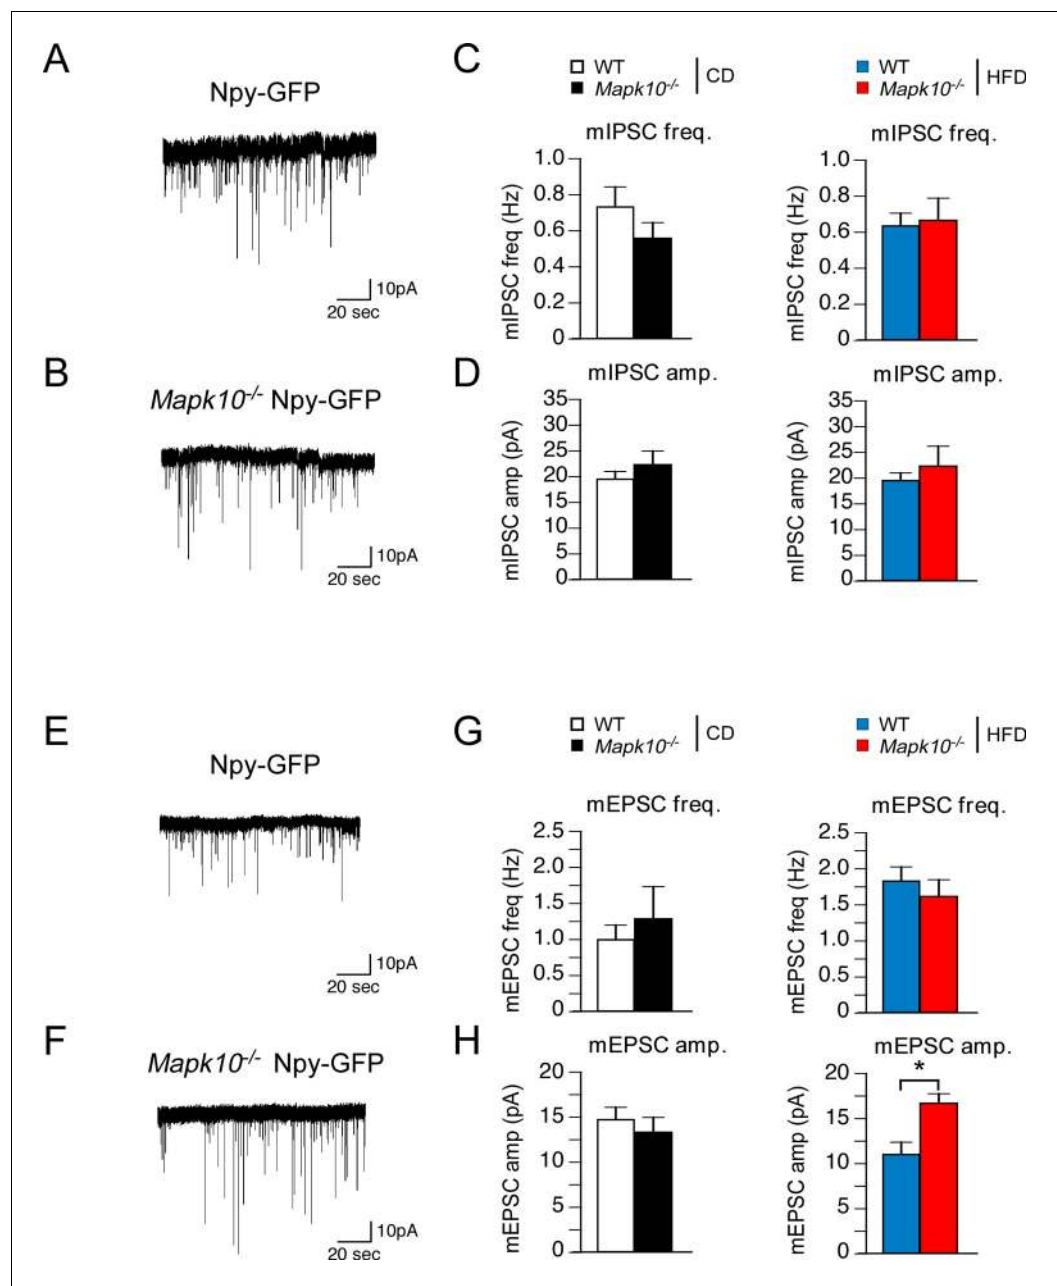 A
Npy-GFP
10pA
20 sec
B
Mapk10-/- Npy-GFP
10pA
20 sec
C
WT
Mapk10-/-
CD
WT
Mapk10-/-
HFD
mIPSC freq.
mIPSC freq (Hz)
1.0
0.8
0.6
0.4
0.2
0
mIPSC freq.
mIPSC freq (Hz)
1.0
0.8
0.6
0.4
0.2
0
D
mIPSC amp.
mIPSC amp (pA)
35
30
25
20
15
10
5
0
mIPSC amp.
mIPSC amp (pA)
35
30
25
20
15
10
5
0
E
Npy-GFP
10pA
20 sec
F
Mapk10-/- Npy-GFP
10pA
20 sec
G
WT
Mapk10-/-
CD
WT
Mapk10-/-
HFD
mEPSC freq.
mEPSC freq (Hz)
2.5
2.0
1.5
1.0
0.5
0
mEPSC freq.
mEPSC freq (Hz)
2.5
2.0
1.5
1.0
0.5
0
H
mEPSC amp.
mEPSC amp (pA)
20
15
10
5
0
mEPSC amp.
*
mEPSC amp (pA)
20
15
10
5
0